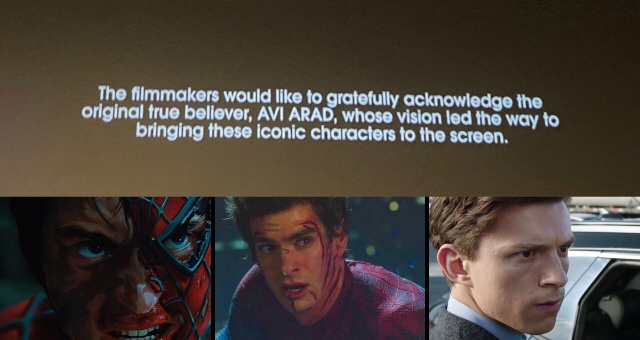 The filmmakers would like to gratefully acknowledge the
original true believer, AVI ARAD, whose vision led the way to
bringing these iconic characters to the screen.